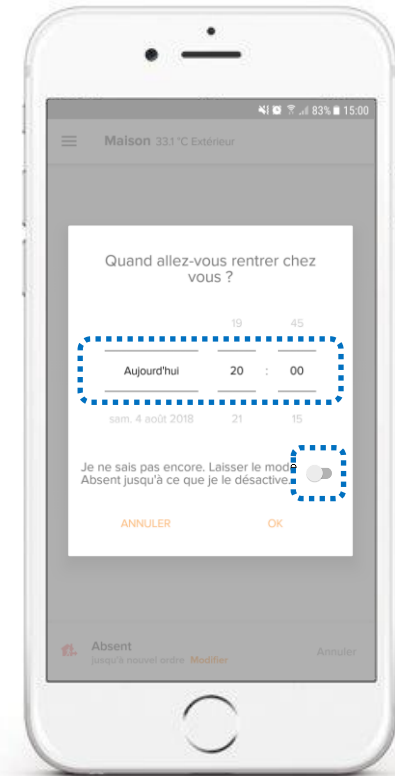 83% 15:00
Maison 33.1 °C Extérieur
Quand allez-vous rentrer chez
vous ?
19 45
Aujourd'hui 20 : 00
sam. 4 août 2018 21 15
Je ne sais pas encore. Laisser le mode
Absent jusqu'à ce que je le désactive.
ANNULER OK
Absent
jusqu'à nouvel ordre Modifier Annuler